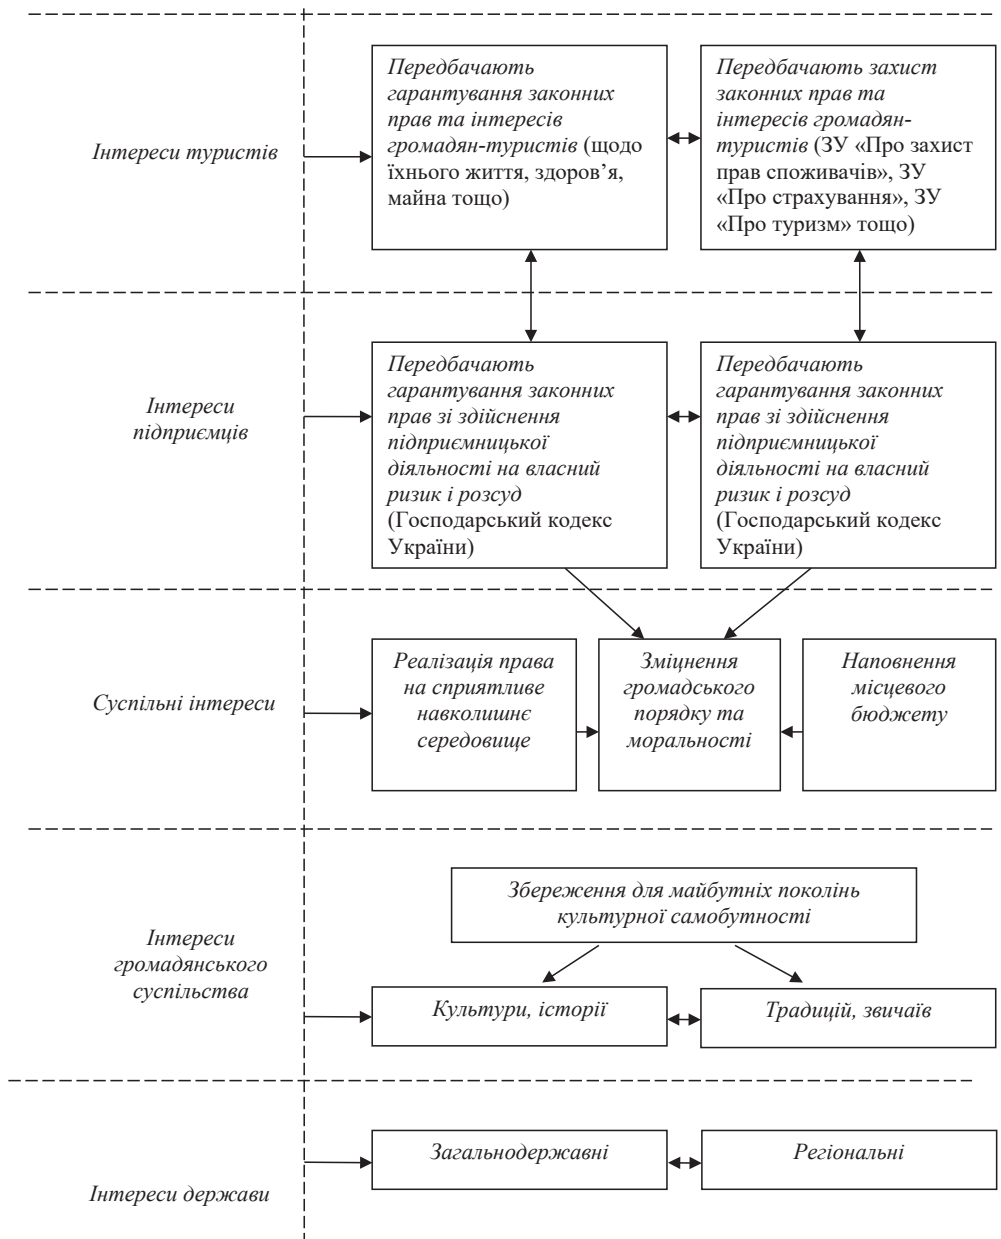 Інтереси туристів
Передбачають
гарантування законних
прав та інтересів
громадян-туристів (щодо
їхнього життя, здоров’я,
майна тощо)
Передбачають захист
законних прав та
інтересів громадян-
туристів (ЗУ «Про захист
прав споживачів», ЗУ
«Про страхування», ЗУ
«Про туризм» тощо)
Інтереси
підприємців
Передбачають
гарантування законних
прав зі здійснення
підприємницької
діяльності на власний
ризик і розсуд
(Господарський кодекс
України)
Передбачають
гарантування законних
прав зі здійснення
підприємницької
діяльності на власний
ризик і розсуд
(Господарський кодекс
України)
Суспільні інтереси
Реалізація права
на сприятливе
навколишнє
середовище
Зміцнення
громадського
порядку та
моральності
Наповнення
місцевого
бюджету
Інтереси
громадянського
суспільства
Збереження для майбутніх поколінь
культурної самобутності
Культури, історії
Традицій, звичаїв
Інтереси держави
Загальнодержавні
Регіональні